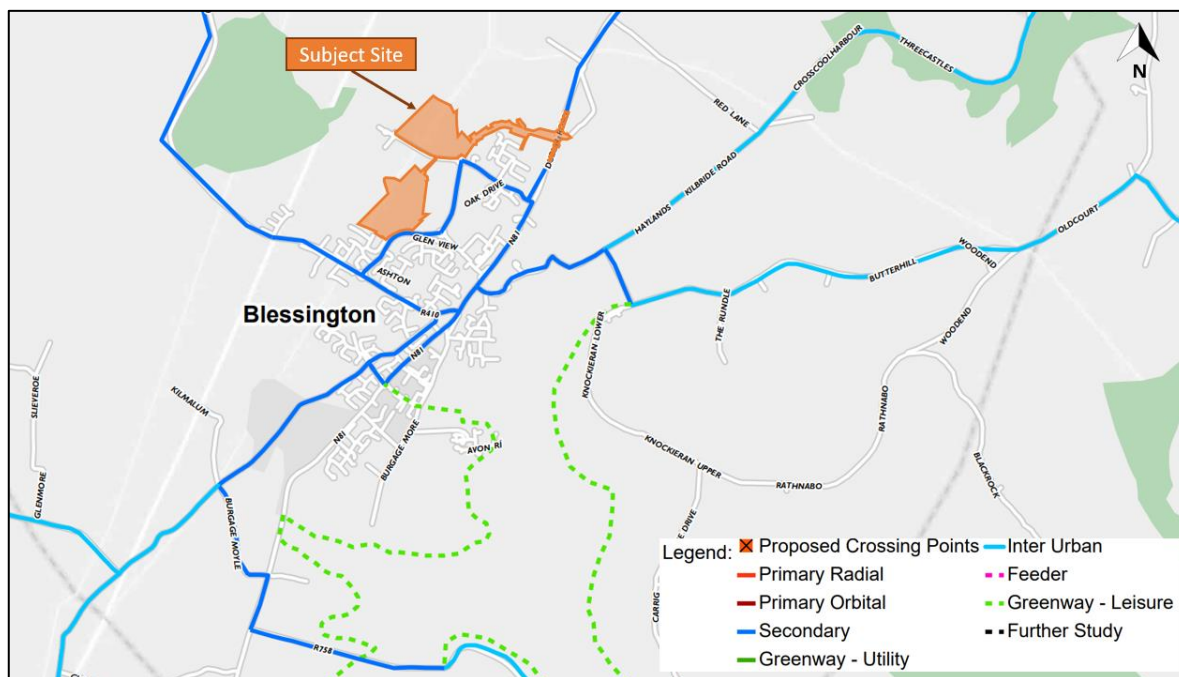 Subject Site
N
THREECASTLES
CROSSCOOLHARBOUR
RED LANE
KILBRIDE ROAD
HAYLANDS
OAK DRIVE
N81
GLEN VIEW
ASHTON
R410
Blessington
N81
OLDCOURT
WOODEND
BUTTERHILL
THE RUNDLE
WOODEND
KNOCKIERAN LOWER
KILMALUM
SLIEVEROE
N81
BURGAGE MORE
AVON RÍ
KNOCKIERAN UPPER
RATHNABO
RATHNABO
BLACKROCK
GLENMORE
BURGAGE MOYLE
E DRIVE
CARRIG
R758
Legend:
Proposed Crossing Points
Primary Radial
Primary Orbital
Secondary
Greenway - Utility
Inter Urban
Feeder
Greenway - Leisure
Further Study